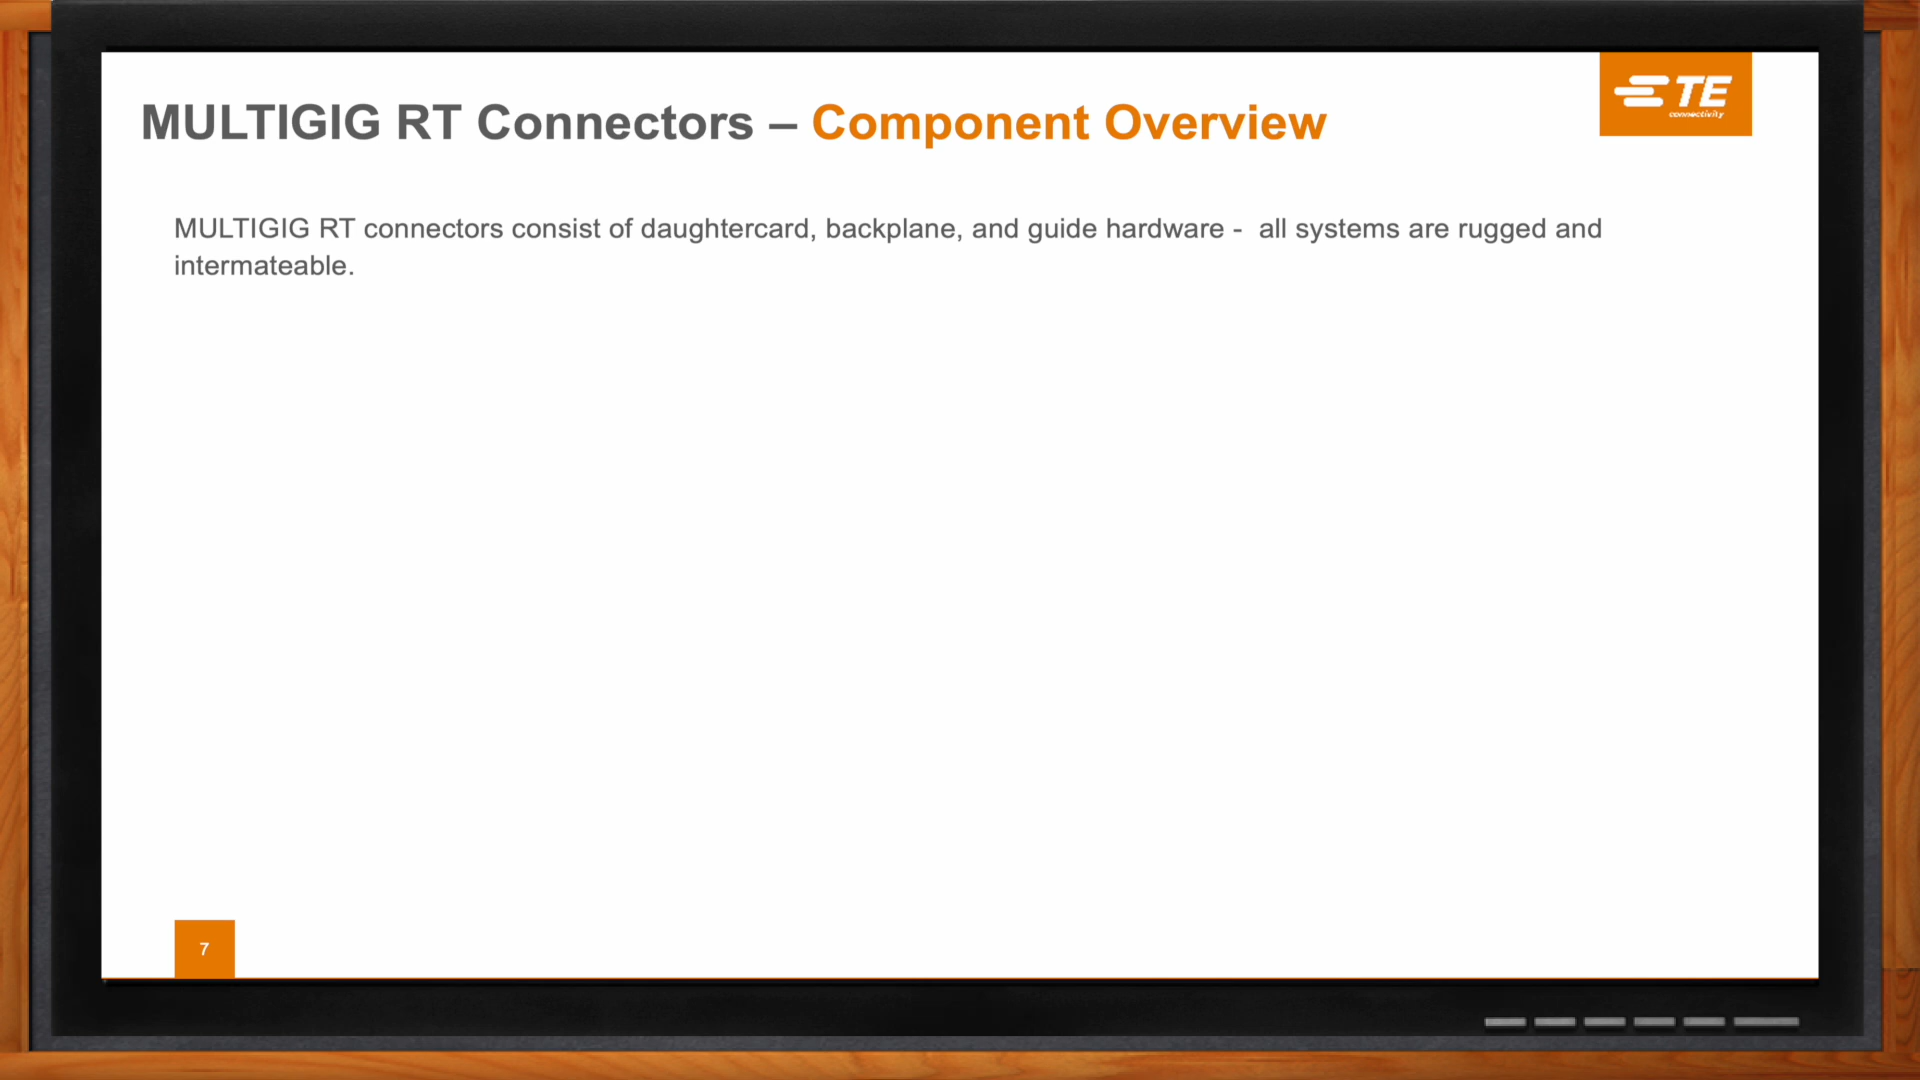 MULTIGIG RT Connectors – Component Overview
TE
connectivity
MULTIGIG RT connectors consist of daughtercard, backplane, and guide hardware -  all systems are rugged and
intermateable.
7